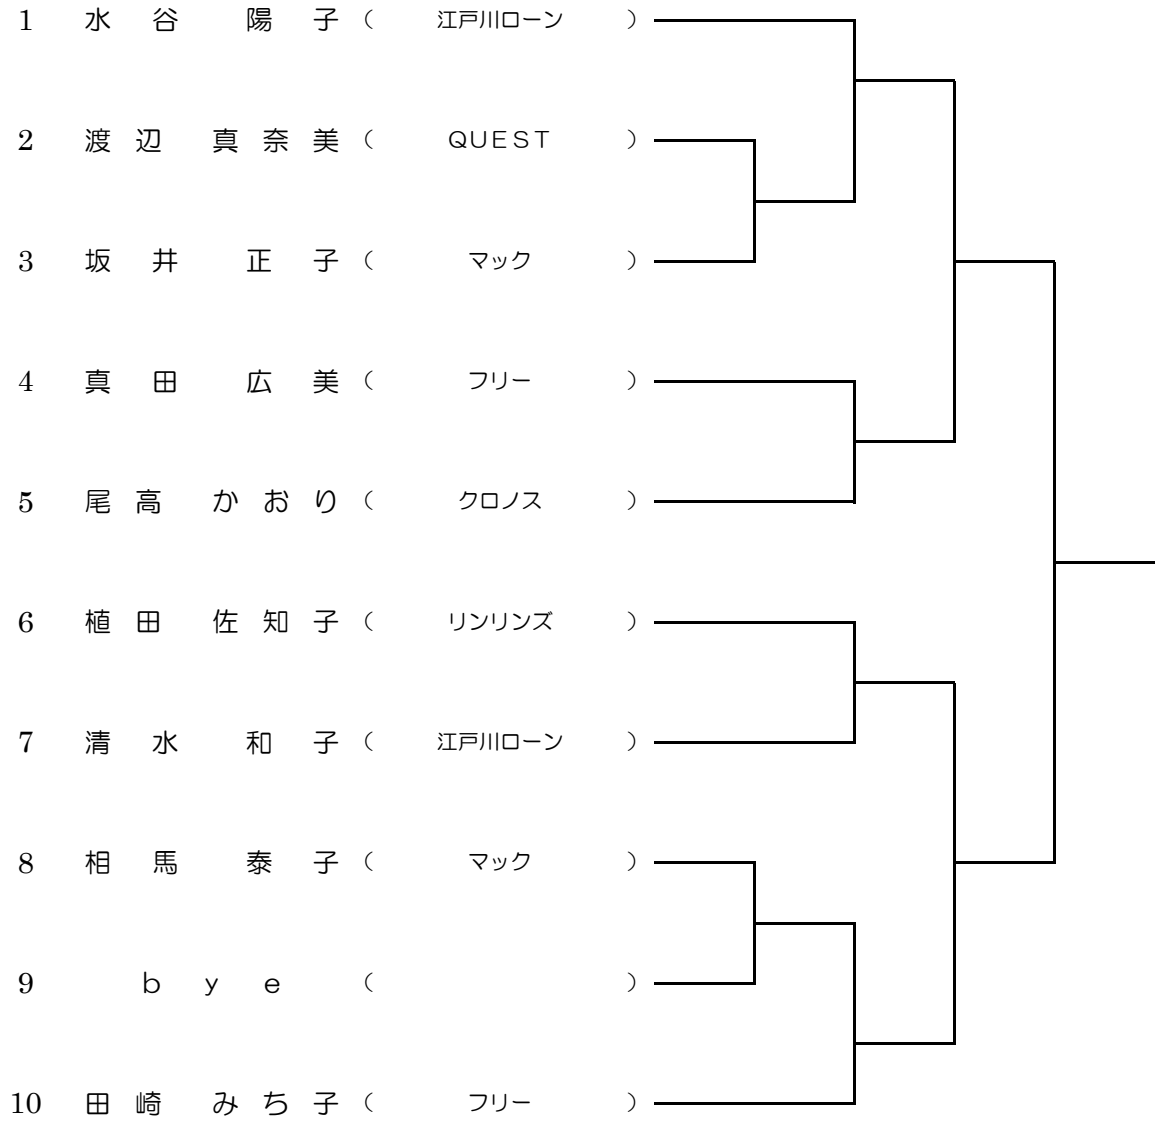 1 水谷 陽子 ( 江戸川ローン )
2 渡辺 真奈美 ( QUEST )
3 坂井 正子 ( マック )
4 真田 広美 ( フリー )
5 尾高 かおり ( クロノス )
6 植田 佐知子 ( リンリンズ )
7 清水 和子 ( 江戸川ローン )
8 相馬 泰子 ( マック )
9 bye ( )
10 田崎 みち子 ( フリー )